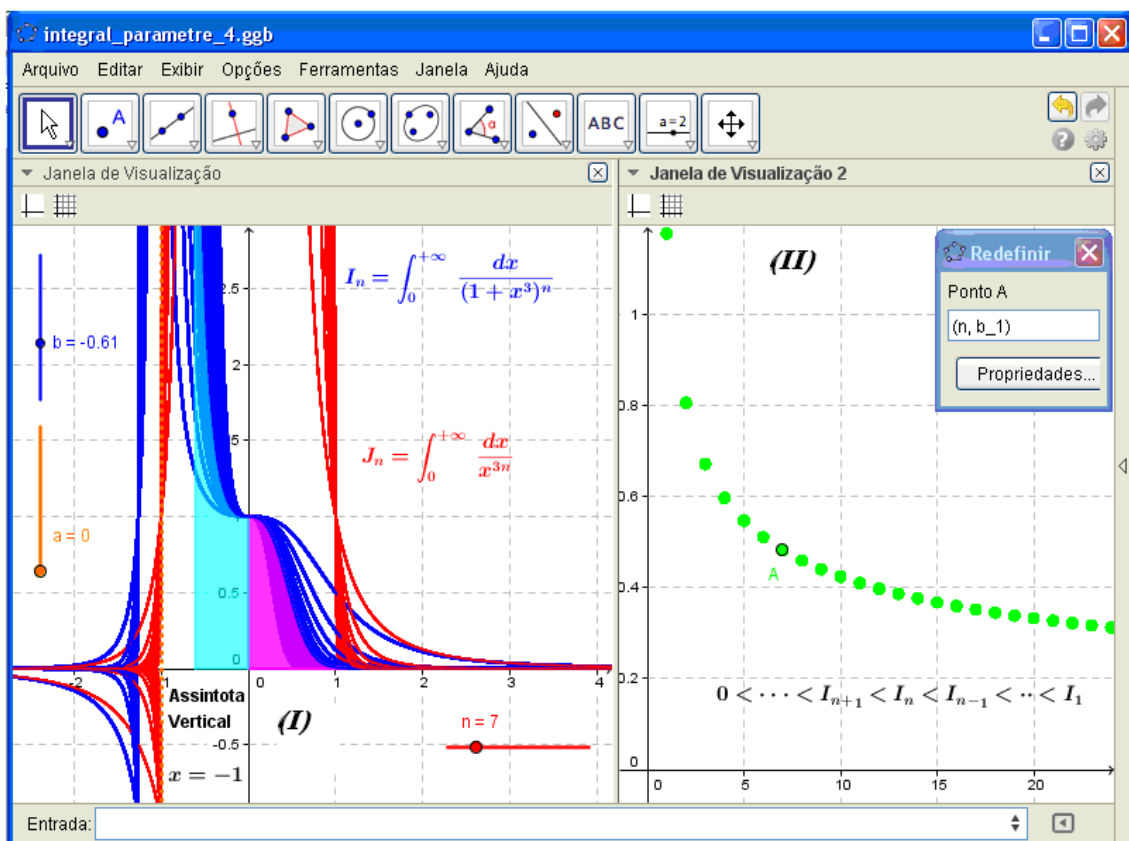 integral_parametre_4.ggb
Arquivo Editar Exibir Opções Ferramentas Janela Ajuda
A
α
ABC
a=2
Janela de Visualização
b = -0.61
a = 0
I_n = ∫_0^{+∞} dx/(1 + x^3)^n
J_n = ∫_0^{+∞} dx/x^{3n}
2.5
2
5
0.5
0
-0.5
-2 0 1 2 3 4
Assintota
Vertical
x = −1
(I)
n = 7
Janela de Visualização 2
(II)
Redefinir
Ponto A
(n, b_1)
Propriedades...
1
0.8
0.6
0.4
0.2
0
A
0 < ⋯ < I_{n+1} < I_n < I_{n−1} < ·· < I_1
0 5 10 15 20
Entrada: